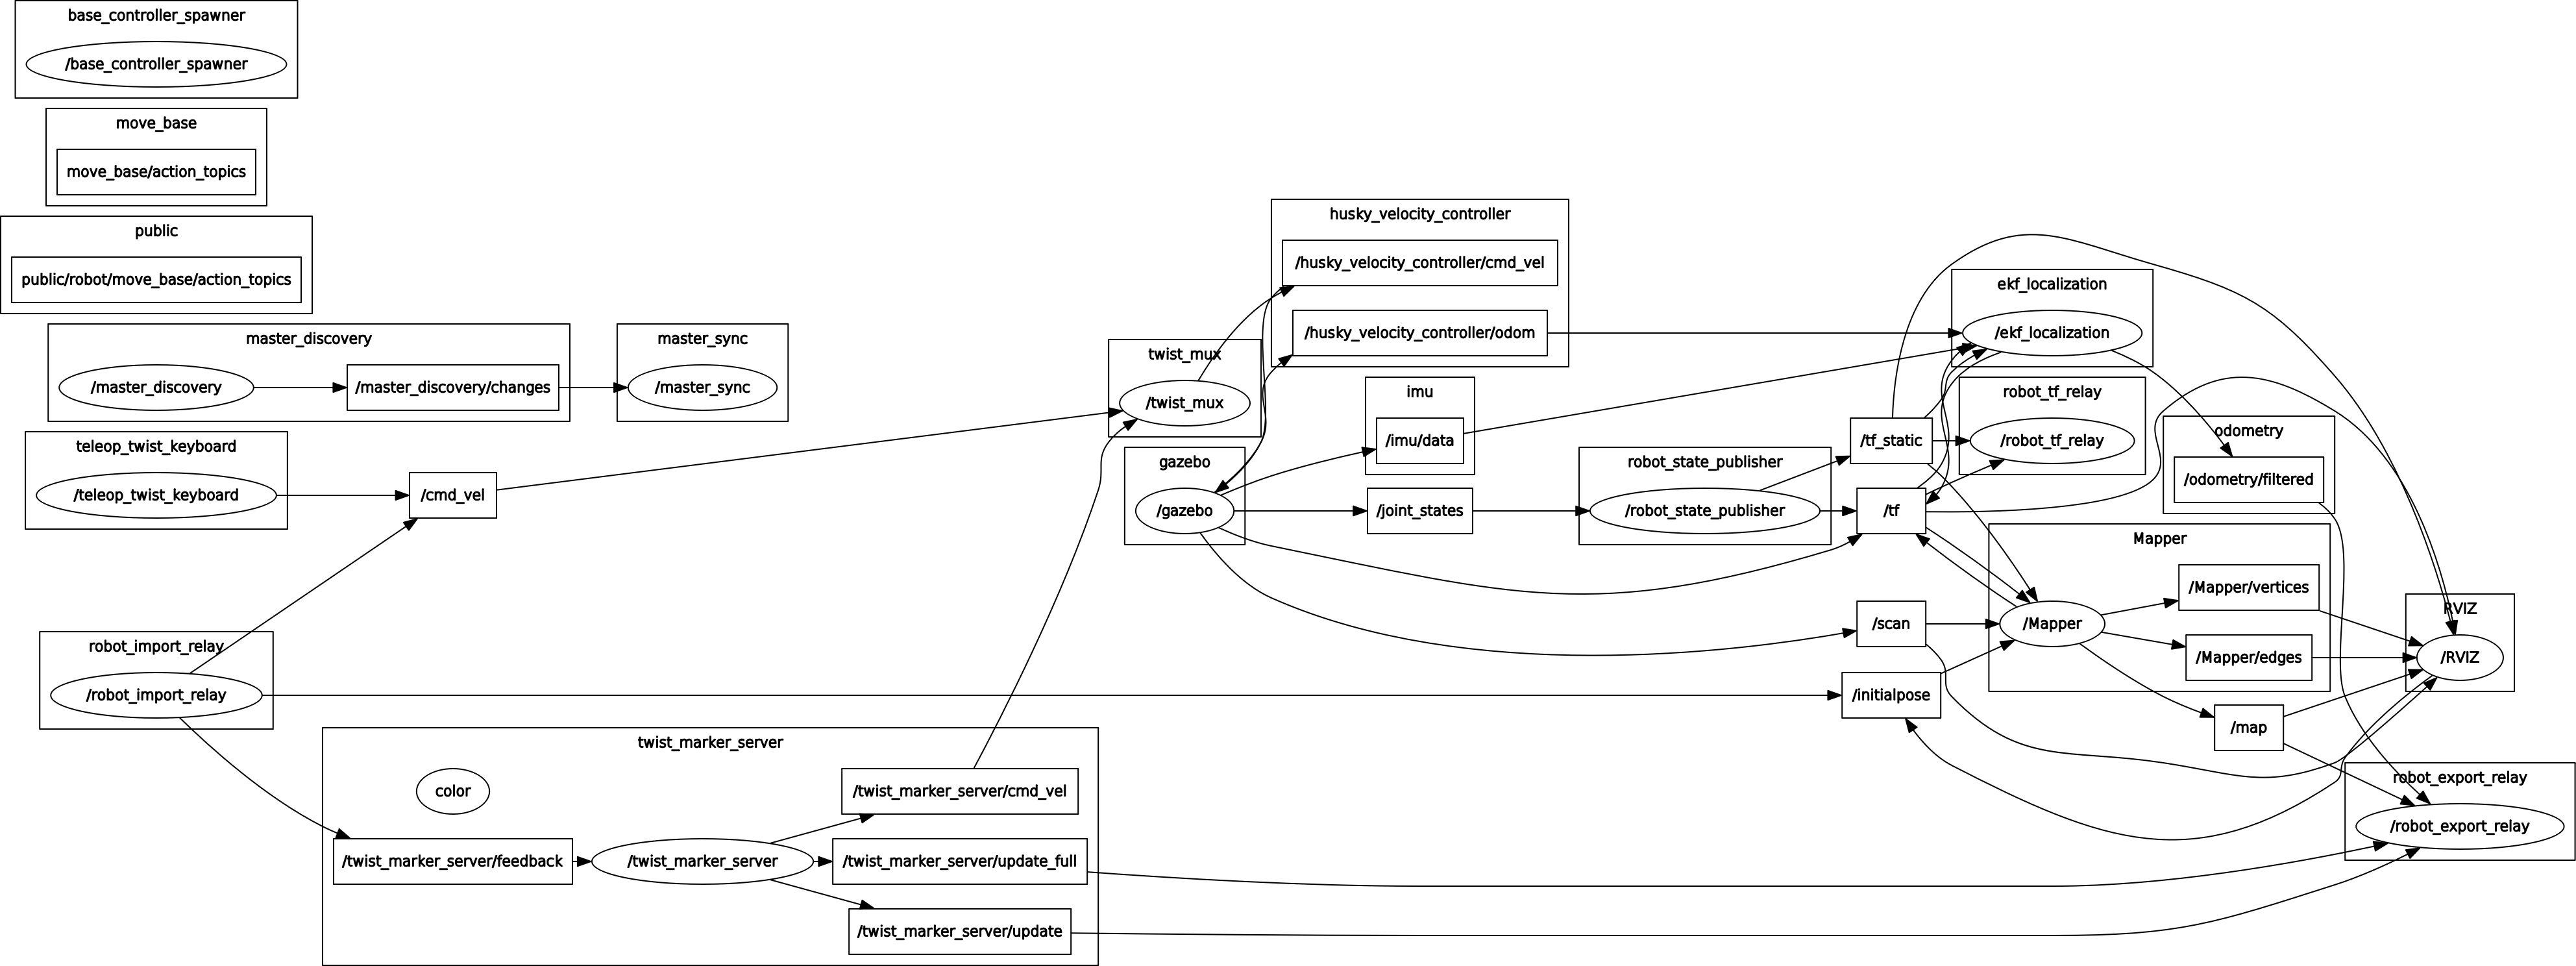 base_controller_spawner
/base_controller_spawner
move_base
move_base/action_topics
public
public/robot/move_base/action_topics
master_discovery
/master_discovery
/master_discovery/changes
master_sync
/master_sync
teleop_twist_keyboard
/teleop_twist_keyboard
/cmd_vel
robot_import_relay
/robot_import_relay
twist_marker_server
color
/twist_marker_server/feedback
/twist_marker_server
/twist_marker_server/cmd_vel
/twist_marker_server/update_full
/twist_marker_server/update
twist_mux
/twist_mux
gazebo
/gazebo
husky_velocity_controller
/husky_velocity_controller/cmd_vel
/husky_velocity_controller/odom
imu
/imu/data
/joint_states
robot_state_publisher
/robot_state_publisher
/tf_static
/tf
/scan
/initialpose
ekf_localization
/ekf_localization
robot_tf_relay
/robot_tf_relay
odometry
/odometry/filtered
Mapper
/Mapper
/Mapper/vertices
/Mapper/edges
/map
RVIZ
/RVIZ
robot_export_relay
/robot_export_relay